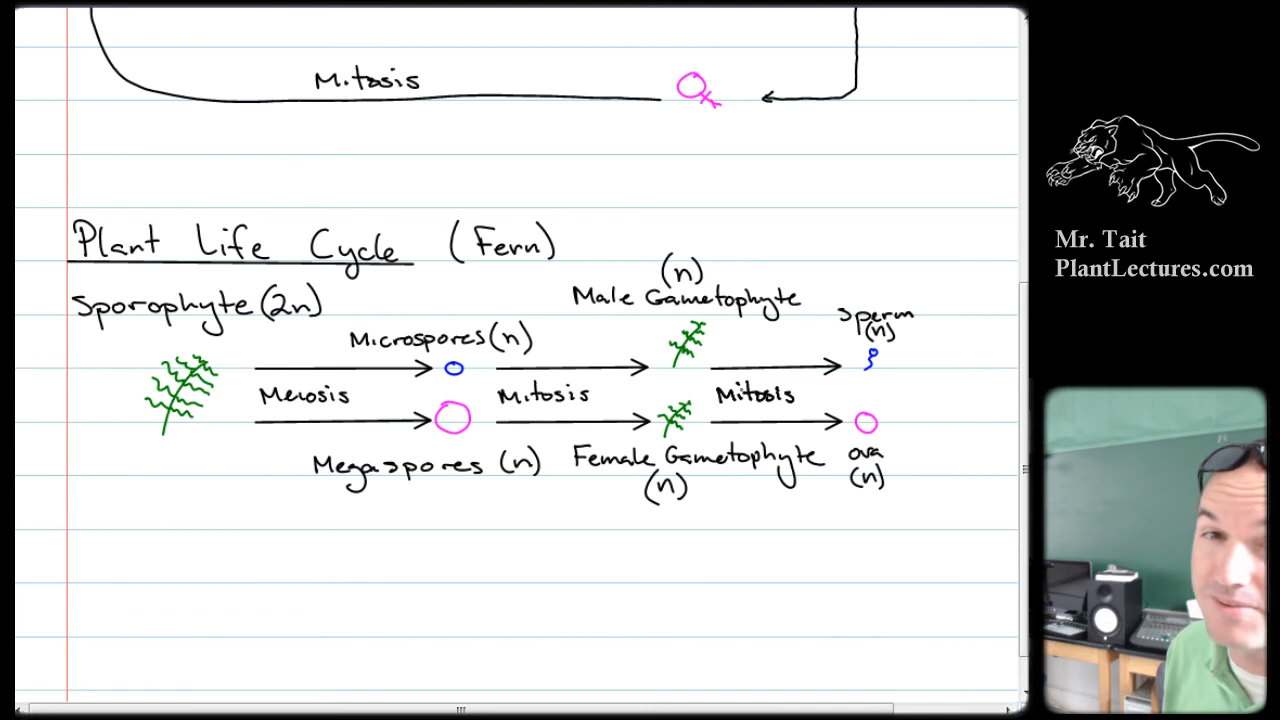 Mitosis
Plant Life Cycle (Fern)
Sporophyte (2n)
(n)
Male Gametophyte
Sperm
(n)
Microspores (n)
Meiosis
Mitosis
Mitosis
Megaspores (n)
Female Gametophyte
(n)
ova
(n)
Mr. Tait
PlantLectures.com